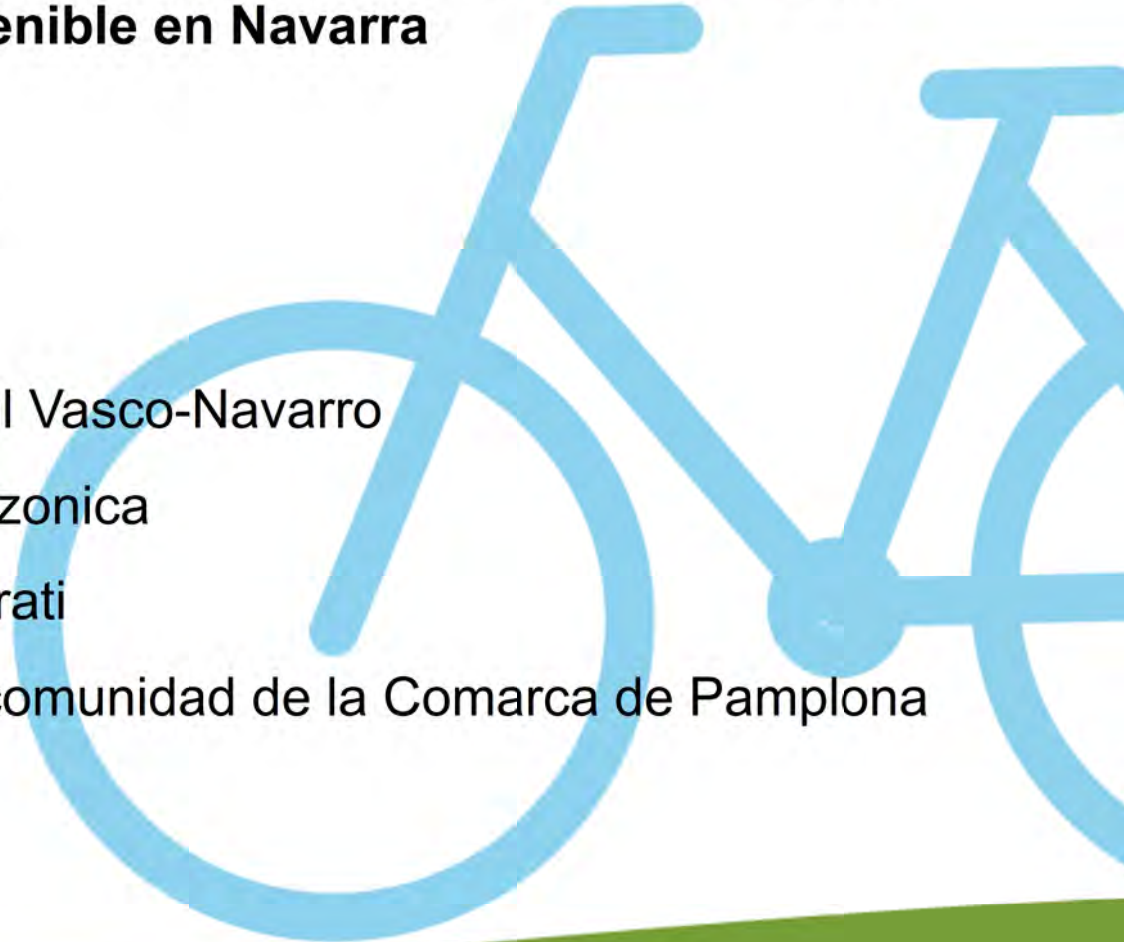 enible en Navarra
l Vasco-Navarro
zonica
rati
comunidad de la Comarca de Pamplona